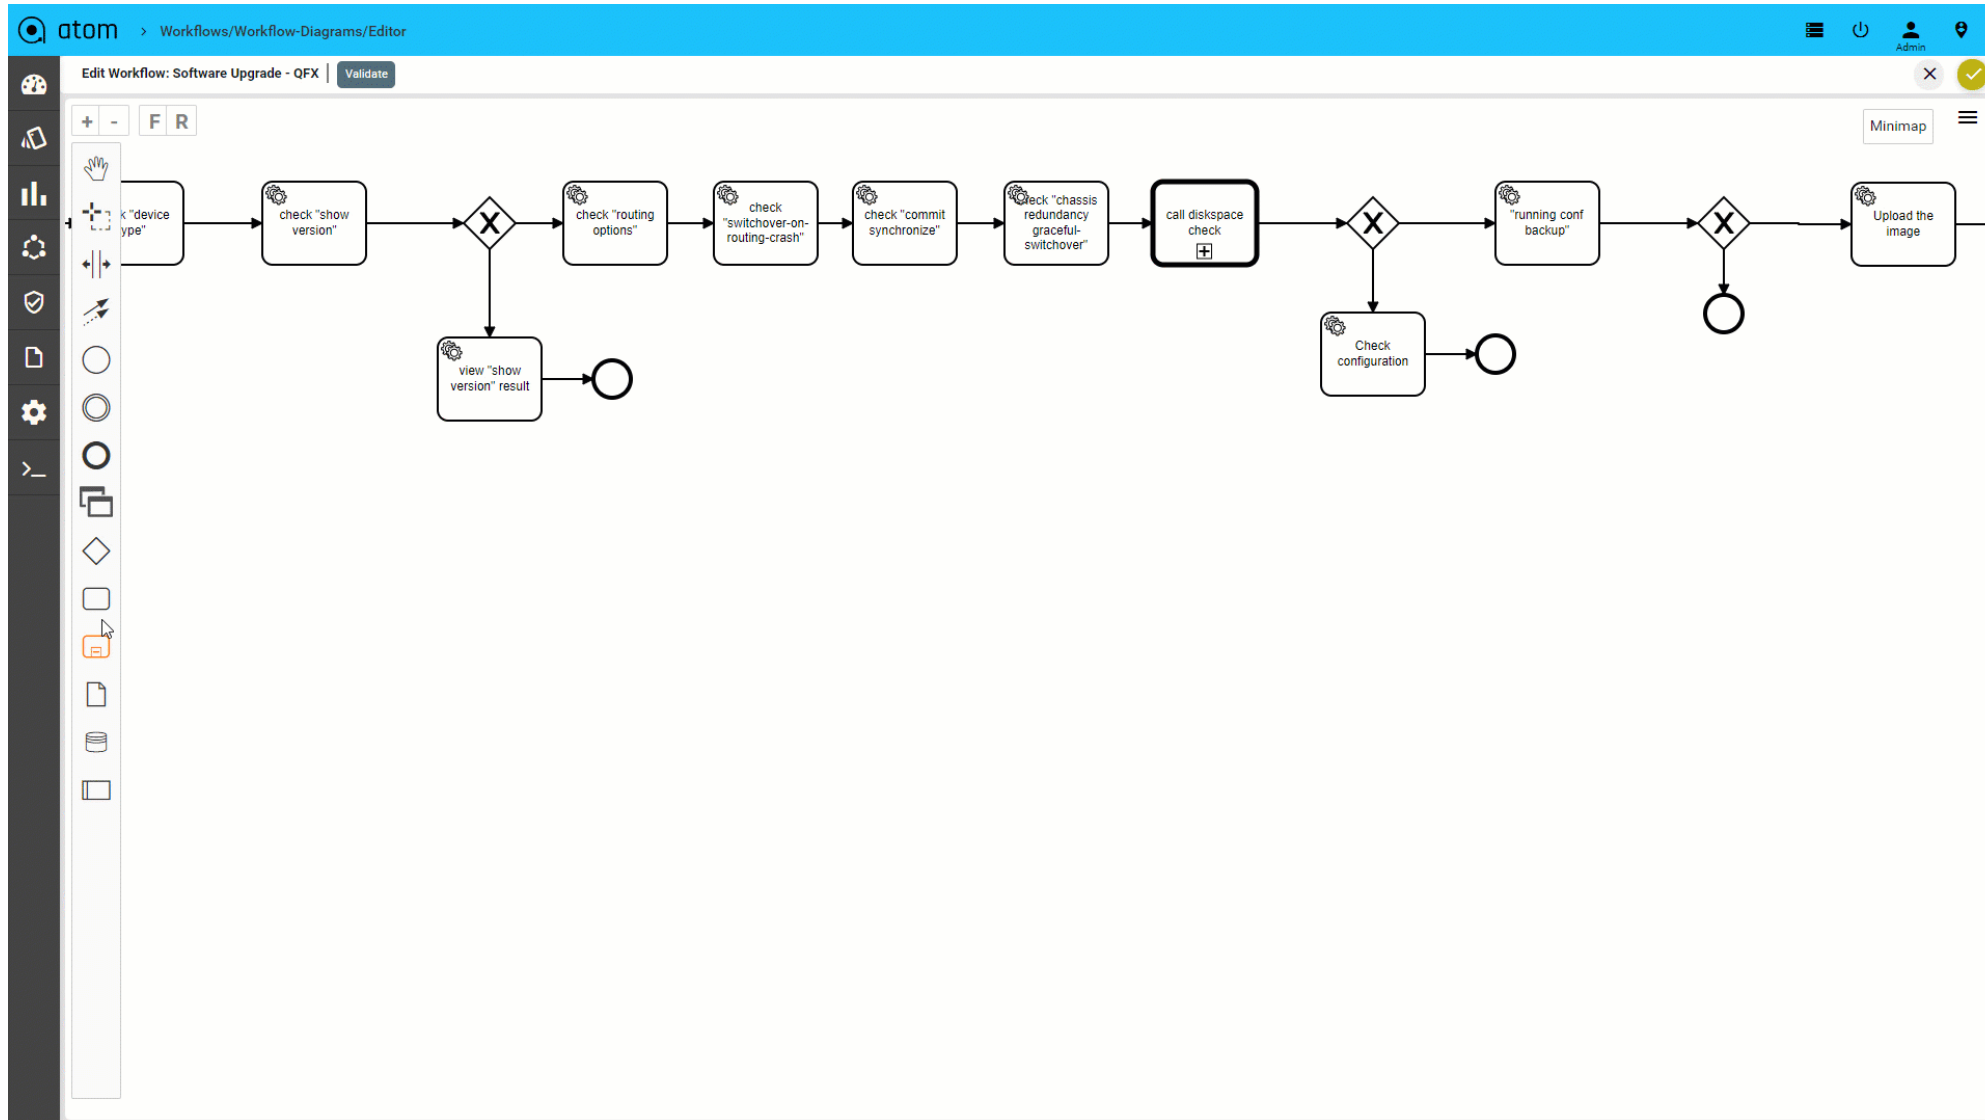 atom > Workflows/Workflow-Diagrams/Editor
Admin
Edit Workflow: Software Upgrade - QFX | Validate
+ - F R
Minimap
k "device
ype"
check "show
version"
X
check "routing
options"
check
"switchover-on-
routing-crash"
check "commit
synchronize"
check "chassis
redundancy
graceful-
switchover"
call diskspace
check
X
"running conf
backup"
X
Upload the
image
view "show
version" result
Check
configuration